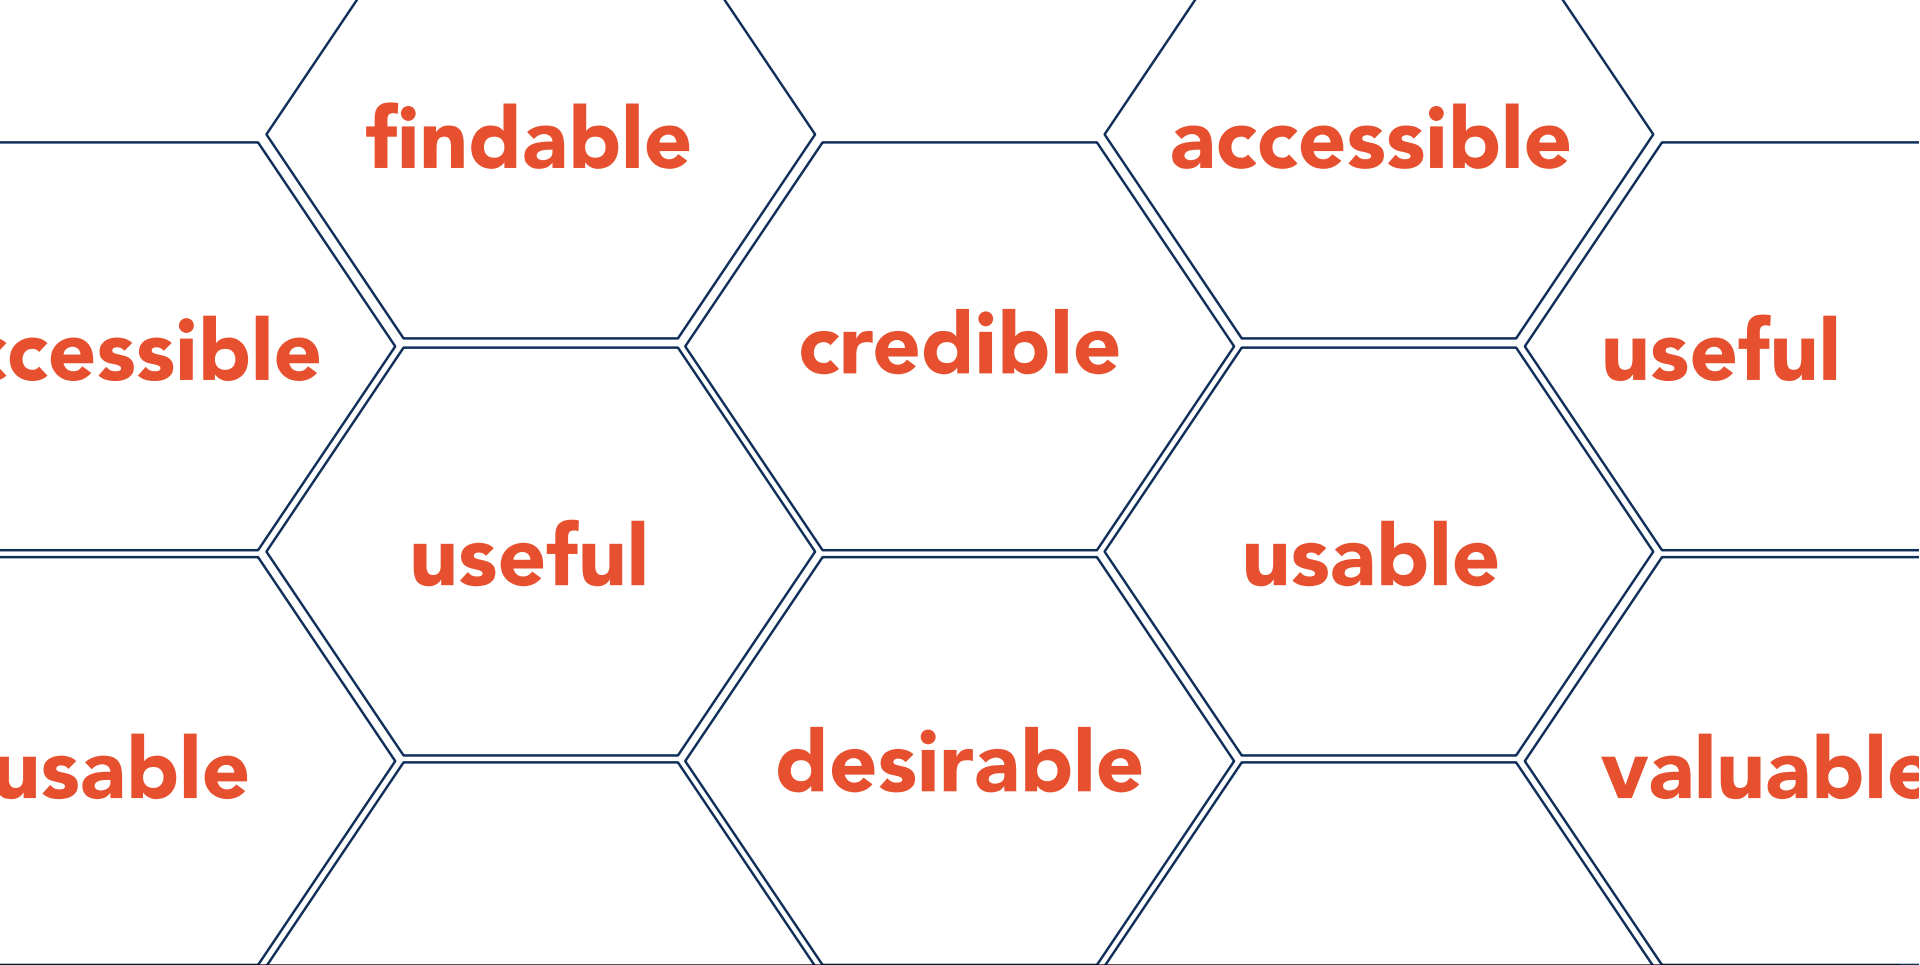 findable
accessible
credible
ccessible
useful
useful
usable
desirable
usable
valuable